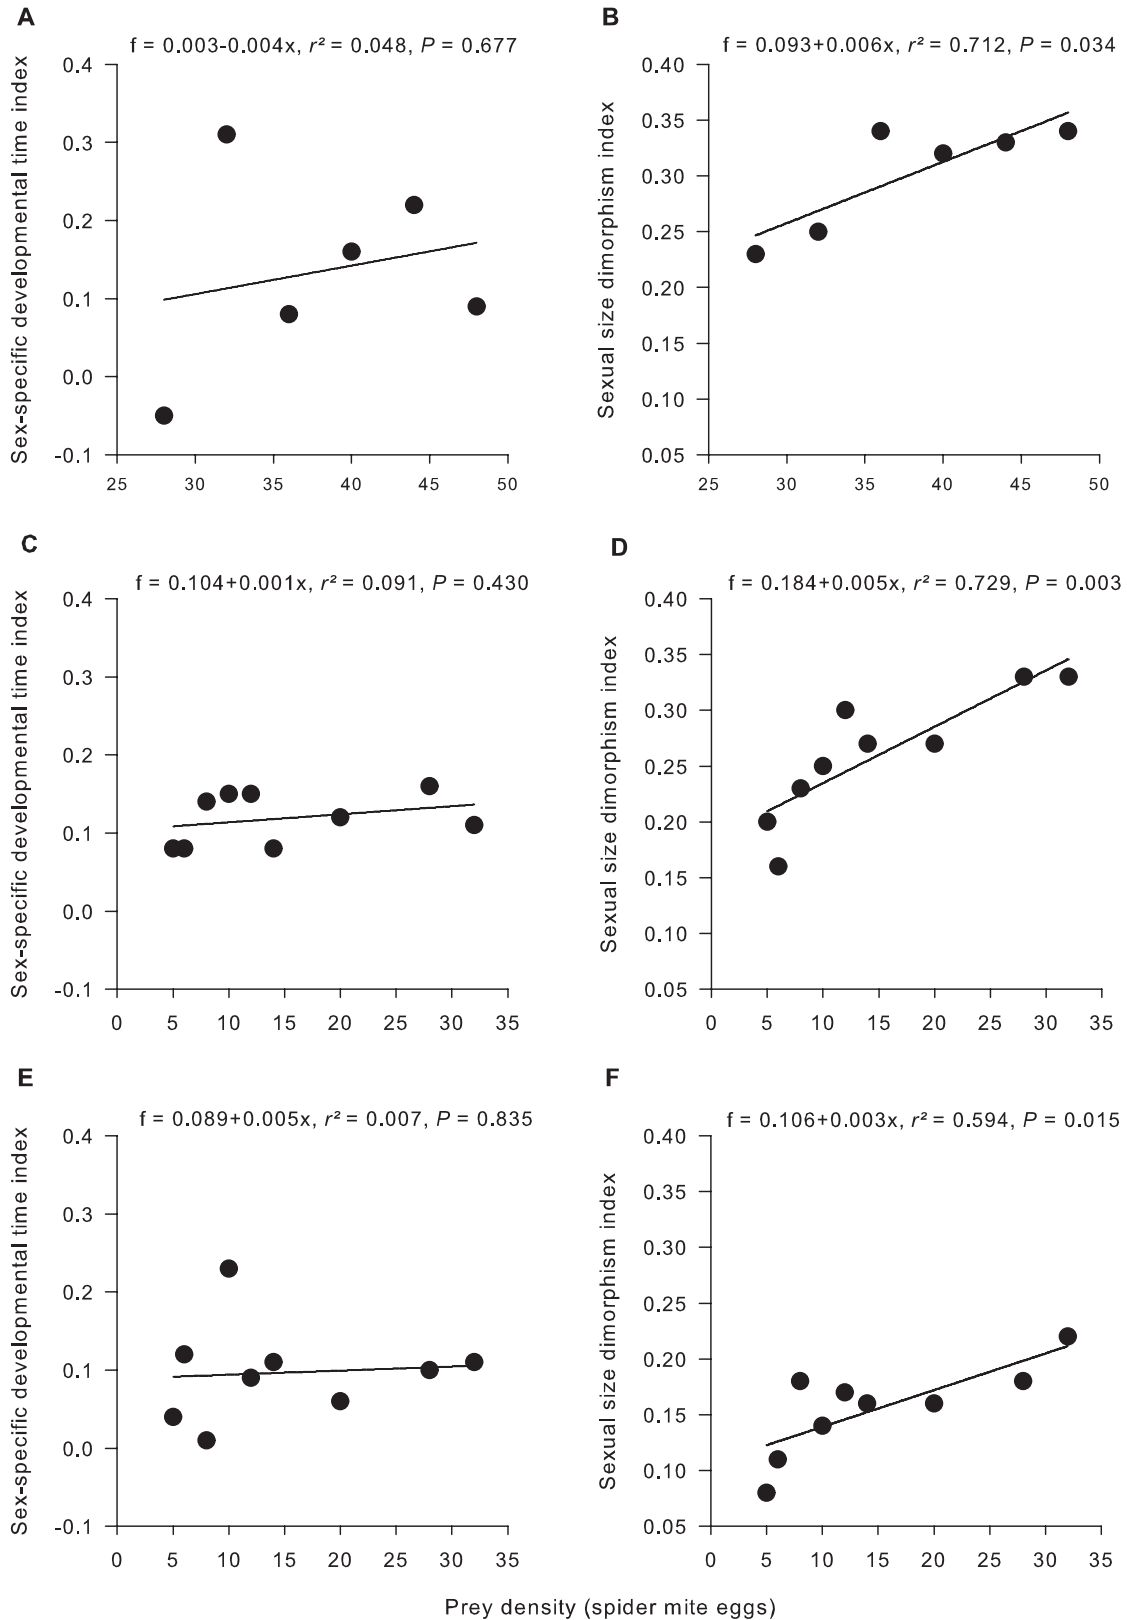 A
f = 0.003-0.004x, r² = 0.048, P = 0.677
Sex-specific developmental time index
0.4
0.3
0.2
0.1
0.0
-0.1
25 30 35 40 45 50
B
f = 0.093+0.006x, r² = 0.712, P = 0.034
Sexual size dimorphism index
0.40
0.35
0.30
0.25
0.20
0.15
0.10
0.05
25 30 35 40 45 50
C
f = 0.104+0.001x, r² = 0.091, P = 0.430
Sex-specific developmental time index
0.4
0.3
0.2
0.1
0.0
-0.1
0 5 10 15 20 25 30 35
D
f = 0.184+0.005x, r² = 0.729, P = 0.003
Sexual size dimorphism index
0.40
0.35
0.30
0.25
0.20
0.15
0.10
0.05
0 5 10 15 20 25 30 35
E
f = 0.089+0.005x, r² = 0.007, P = 0.835
Sex-specific developmental time index
0.4
0.3
0.2
0.1
0.0
-0.1
0 5 10 15 20 25 30 35
F
f = 0.106+0.003x, r² = 0.594, P = 0.015
Sexual size dimorphism index
0.40
0.35
0.30
0.25
0.20
0.15
0.10
0.05
0 5 10 15 20 25 30 35
Prey density (spider mite eggs)